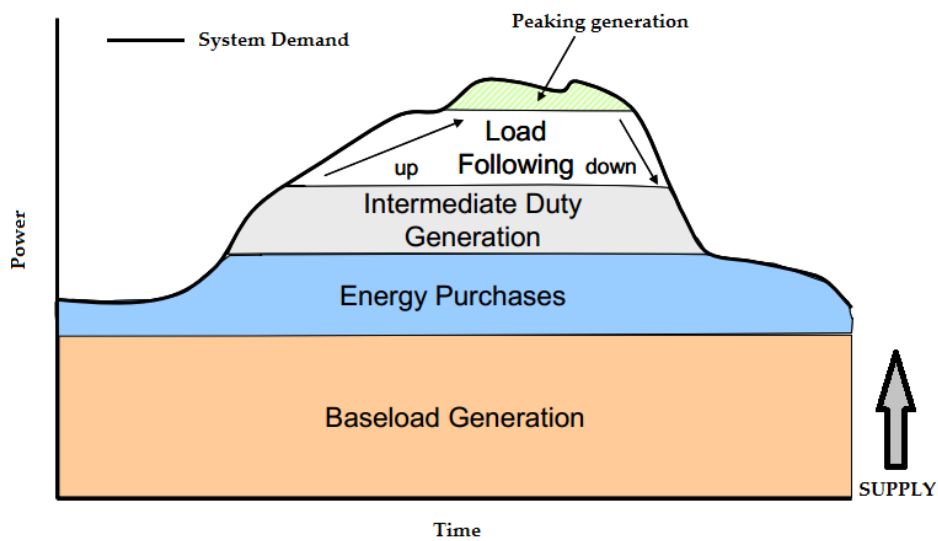 Peaking generation
System Demand
Load
Following
up
down
Intermediate Duty
Generation
Power
Energy Purchases
Baseload Generation
SUPPLY
Time